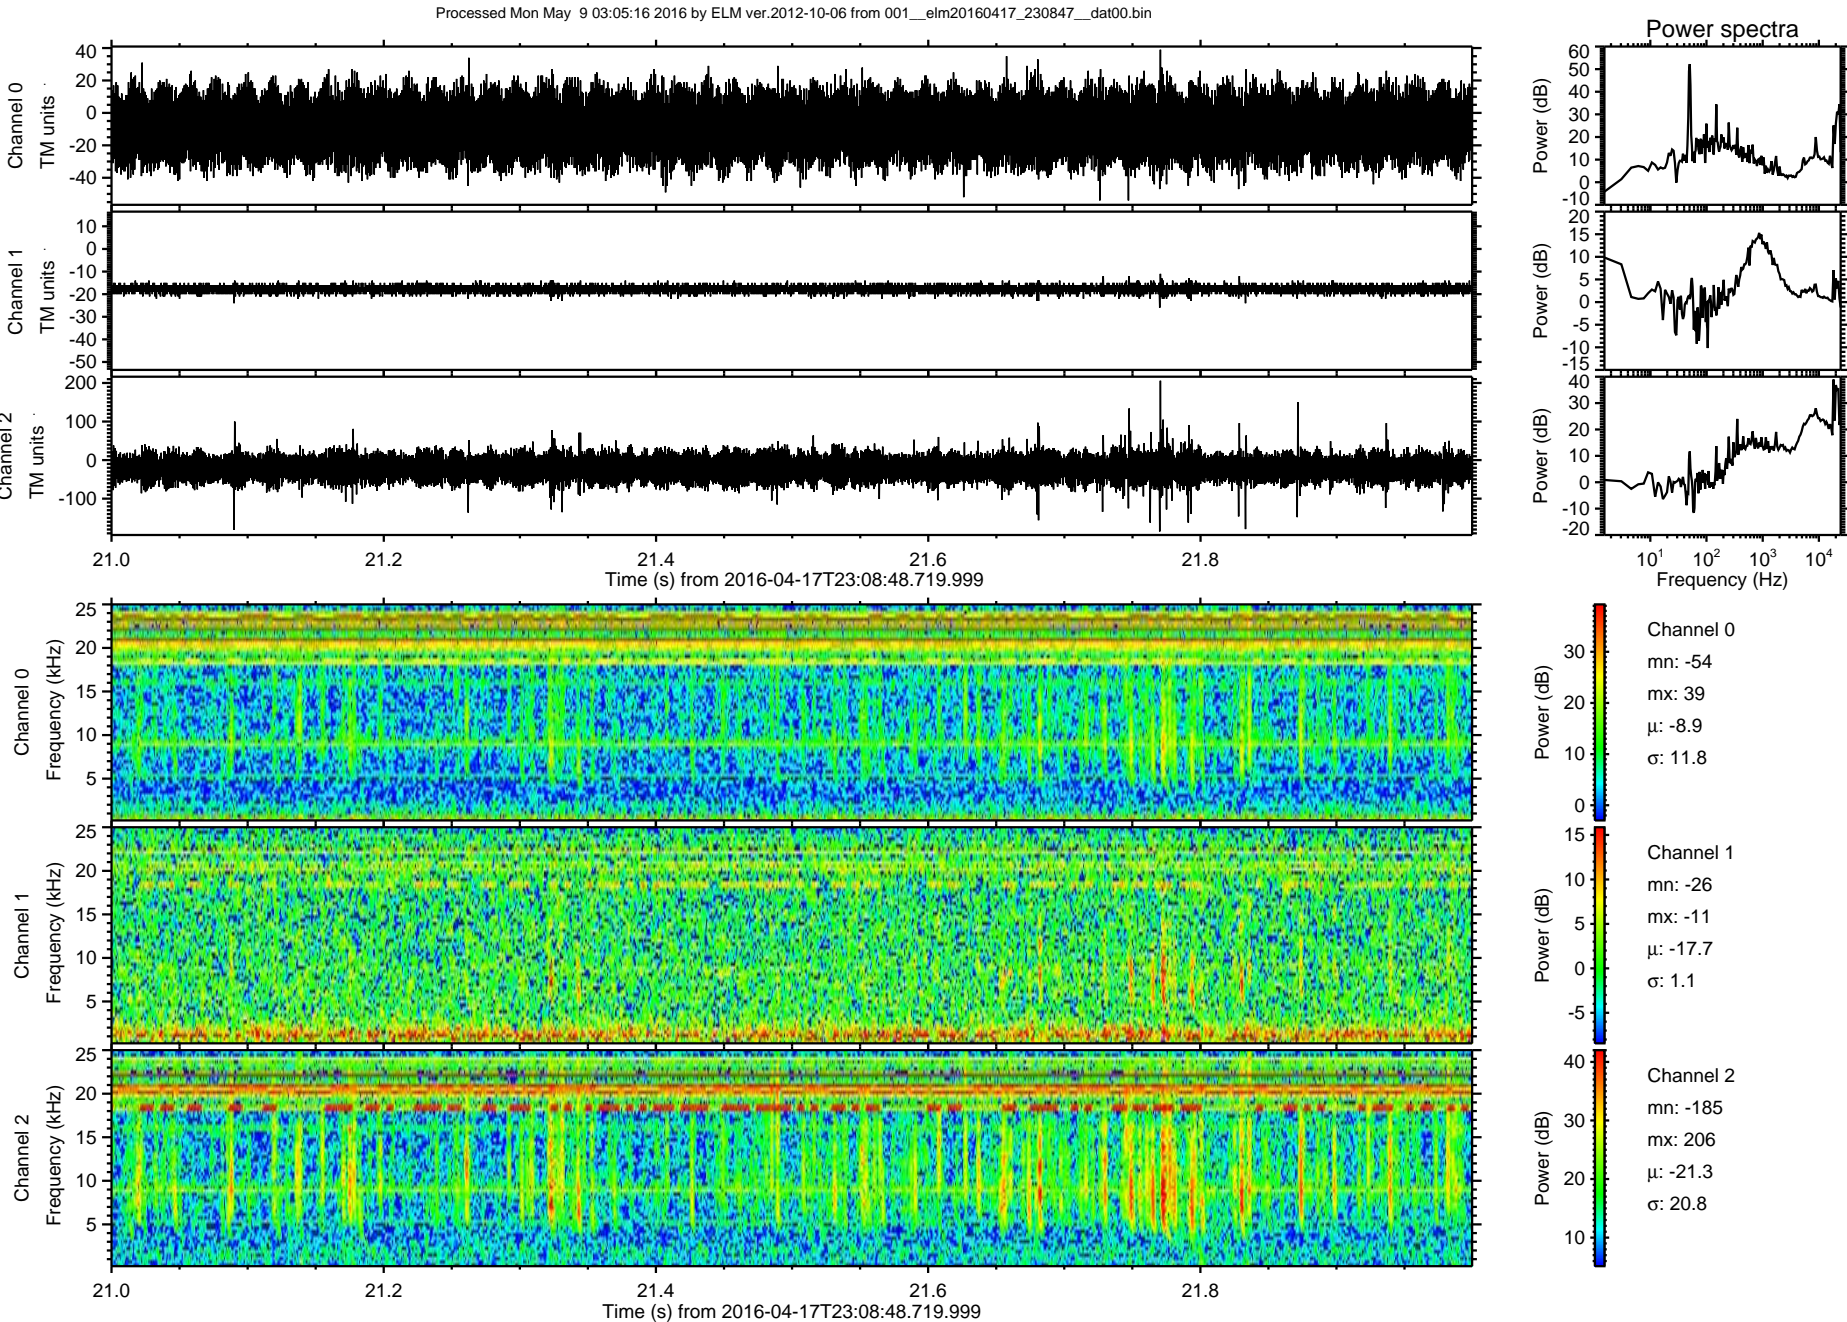 Processed Mon May 9 03:05:16 2016 by ELM ver.2012-10-06 from 001__elm20160417_230847__dat00.bin
Power spectra
Channel 0
TM units
40
20
0
-20
-40
Power (dB)
60
50
40
30
20
10
0
-10
Channel 1
TM units
10
0
-10
-20
-30
-40
-50
Power (dB)
20
15
10
5
0
-5
-10
-15
Channel 2
TM units
200
100
0
-100
Power (dB)
40
30
20
10
0
-10
-20
21.0 21.2 21.4 21.6 21.8
Time (s) from 2016-04-17T23:08:48.719.999
10^1 10^2 10^3 10^4
Frequency (Hz)
Channel 0
Frequency (kHz)
25
20
15
10
5
Power (dB)
30
20
10
0
Channel 0
mn: -54
mx: 39
μ: -8.9
σ: 11.8
Channel 1
Frequency (kHz)
25
20
15
10
5
Power (dB)
15
10
5
0
-5
Channel 1
mn: -26
mx: -11
μ: -17.7
σ: 1.1
Channel 2
Frequency (kHz)
25
20
15
10
5
Power (dB)
40
30
20
10
Channel 2
mn: -185
mx: 206
μ: -21.3
σ: 20.8
21.0 21.2 21.4 21.6 21.8
Time (s) from 2016-04-17T23:08:48.719.999